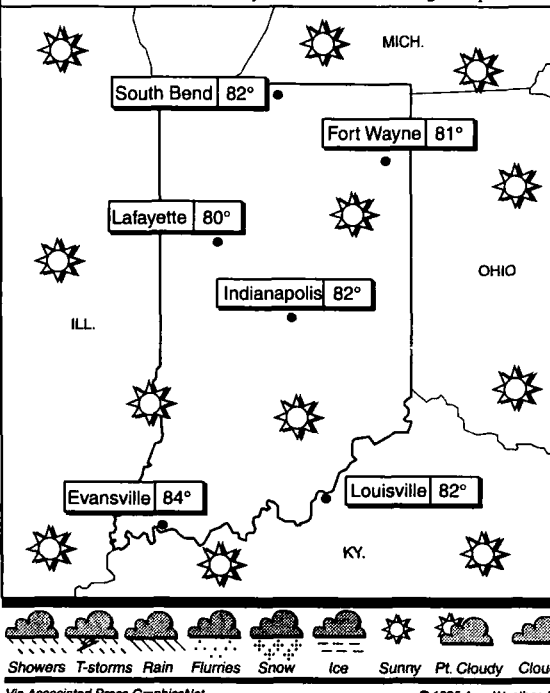 MICH.
South Bend 82°
Fort Wayne 81°
Lafayette 80°
OHIO
Indianapolis 82°
ILL.
Evansville 84°
Louisville 82°
KY.
Showers T-storms Rain Flurries Snow Ice Sunny Pt. Cloudy
Via Associated Press GraphicsNet